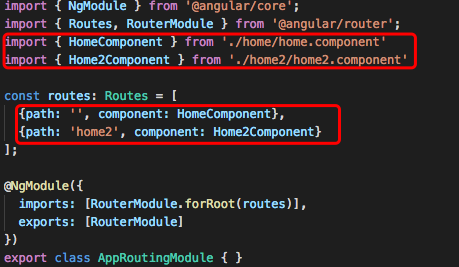 import { NgModule } from '@angular/core';
import { Routes, RouterModule } from '@angular/router';
import { HomeComponent } from './home/home.component'
import { Home2Component } from './home2/home2.component'
const routes: Routes = [
{path: '', component: HomeComponent},
{path: 'home2', component: Home2Component}
];
@NgModule({
imports: [RouterModule.forRoot(routes)],
exports: [RouterModule]
})
export class AppRoutingModule { }